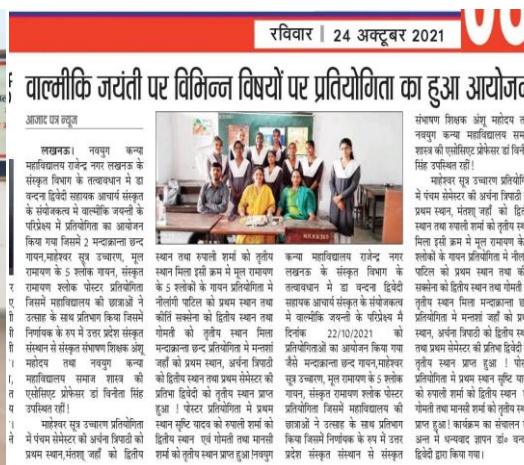 रविवार | 24 अक्टूबर 2021
वाल्मीकि जयंती पर विभिन्न विषयों पर प्रतियोगिता का हुआ आयोजन
आजाद पत्र न्यूज
लखनऊ। नवयुग कन्या
महाविद्यालय राजेन्द्र नगर लखनऊ के
संस्कृत विभाग के तत्वावधान मे डा
वन्दना द्विवेदी सहायक आचार्य संस्कृत
के संयोजकत्व मे वाल्मीकि जयन्ती के
परिप्रेक्ष्य में प्रतियोगिता का आयोजन
किया गया जिसमें 2 मन्दाक्रान्ता छन्द
गायन,माहेश्वर सूत्र उच्चारण, मूल
रामायण के 5 श्लोक गायन, संस्कृत
रामायण श्लोक पोस्टर प्रतियोगिता
जिसमें महाविद्यालय की छात्राओं ने
उत्साह के साथ प्रतिभाग किया जिसमें
निर्णायक के रुप मे उत्तर प्रदेश संस्कृत
संस्थान से संस्कृत संभाषण शिक्षक अंशू
महोदय तथा नवयुग कन्या
महाविद्यालय समाज शास्त्र की
एसोसिएट प्रोफेसर डां विनीता सिंह
उपस्थित रहीं!
माहेश्वर सूत्र उच्चारण प्रतियोगिता
में पंचम सेमेस्टर की अर्चना त्रिपाठी को
प्रथम स्थान,मंतशू जहाँ को द्वितीय
स्थान तथा रुपाली शर्मा को तृतीय
स्थान मिला इसी क्रम मे मूल रामायण
के 5 श्लोकों के गायन प्रतियोगिता मे
नीलांगी पाटिल को प्रथम स्थान तथा
कीर्ति सक्सेना को द्वितीय स्थान तथा
गोमती को तृतीय स्थान मिला
मन्दाक्रान्ता छन्द प्रतियोगिता में मन्तशां
जहाँ को प्रथम स्थान, अर्चना त्रिपाठी
को द्वितीय स्थान तथा प्रथम सेमेस्टर की
प्रतिभा द्विवेदी को तृतीय स्थान प्राप्त
हुआ ! पोस्टर प्रतियोगिता मे प्रथम
स्थान सृष्टि यादव को रुपाली शर्मा को
द्वितीय स्थान एवं गोमती तथा मानसी
शर्मा को तृतीय स्थान प्राप्त हुआ !नवयुग
कन्या महाविद्यालय राजेन्द्र नगर
लखनऊ के संस्कृत विभाग के
तत्वावधान मे डा वन्दना द्विवेदी
सहायक आचार्य संस्कृत के संयोजकत्व
मे वाल्मीकि जयन्ती के परिप्रेक्ष्य मै
दिनांक 22/10/2021 को
प्रतियोगिताओं का आयोजन किया गया
जैसे मन्दाक्रान्ता छन्द गायन,माहेश्वर
सूत्र उच्चारण, मूल रामायण के 5 श्लोक
गायन, संस्कृत रामायण श्लोक पोस्टर
प्रतियोगिता जिसमें महाविद्यालय की
छात्राओं ने उत्साह के साथ प्रतिभाग
किया जिसमें निर्णायक के रुप मे उत्तर
प्रदेश संस्कृत संस्थान से संस्कृत
संभाषण शिक्षक अंशू महोदय
नवयुग कन्या महाविद्यालय
शास्त्र की एसोसिएट प्रोफेसर डां
सिंह उपस्थित रहीं!
माहेश्वर सूत्र उच्चारण
मे पंचम सेमेस्टर की अर्चना त्रिपाठी
प्रथम स्थान, मंतशू जहाँ को
स्थान तथा रुपाली शर्मा को तृतीय
मिला इसी क्रम मे मूल रामायण
श्लोकों के गायन प्रतियोगिता मे
पाटिल को प्रथम स्थान तथा
सक्सेना को द्वितीय स्थान तथा गोमती
तृतीय स्थान मिला मन्दाक्रान्ता
प्रतियोगिता में मन्तशां जहाँ को
स्थान, अर्चना त्रिपाठी को द्वितीय
तथा प्रथम सेमेस्टर की प्रतिभा द्विवेदी
तृतीय स्थान प्राप्त हुआ !
प्रतियोगिता मे प्रथम स्थान सृष्टि
को रुपाली शर्मा को द्वितीय स्थान
गोमती तथा मानसी शर्मा को तृतीय
प्राप्त हुआ! कार्यक्रम का संचालन
अन्त में धन्यवाद ज्ञापन डां० वन्दना
द्विवेदी द्वारा किया गया।